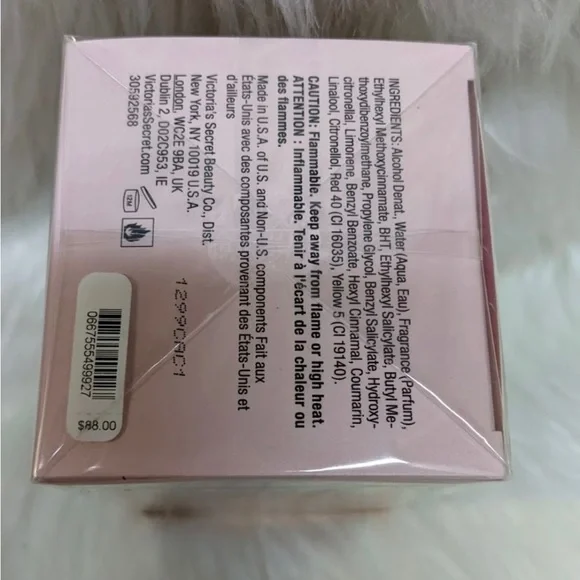 INGREDIENTS: Alcohol Denat., Water (Aqua, Eau), Fragrance (Parfum),
Ethylhexyl Methoxycinnamate, BHT, Ethylhexyl Salicylate, Butyl Me-
thoxydibenzoylmethane, Propylene Glycol, Benzyl Salicylate, Hydroxy-
citronellal, Limonene, Benzyl Benzoate, Hexyl Cinnamal, Coumarin,
Linalool, Citronellol, Red 40 (CI 16035), Yellow 5 (CI 19140).
CAUTION: Flammable. Keep away from flame or high heat.
ATTENTION : Inflammable. Tenir à l'écart de la chaleur ou
des flammes.
Made in U.S.A. of U.S. and Non-U.S. components Fait aux
États-Unis avec des composantes provenant des États-Unis et
d'ailleurs
Victoria's Secret Beauty Co., Dist.
New York, NY 10019 U.S.A.
London, WC2E 9BA, UK
Dublin 2, D02C953, IE
VictoriasSecret.com
30592568
12M
1299CAC1
0667555499927
$88.00